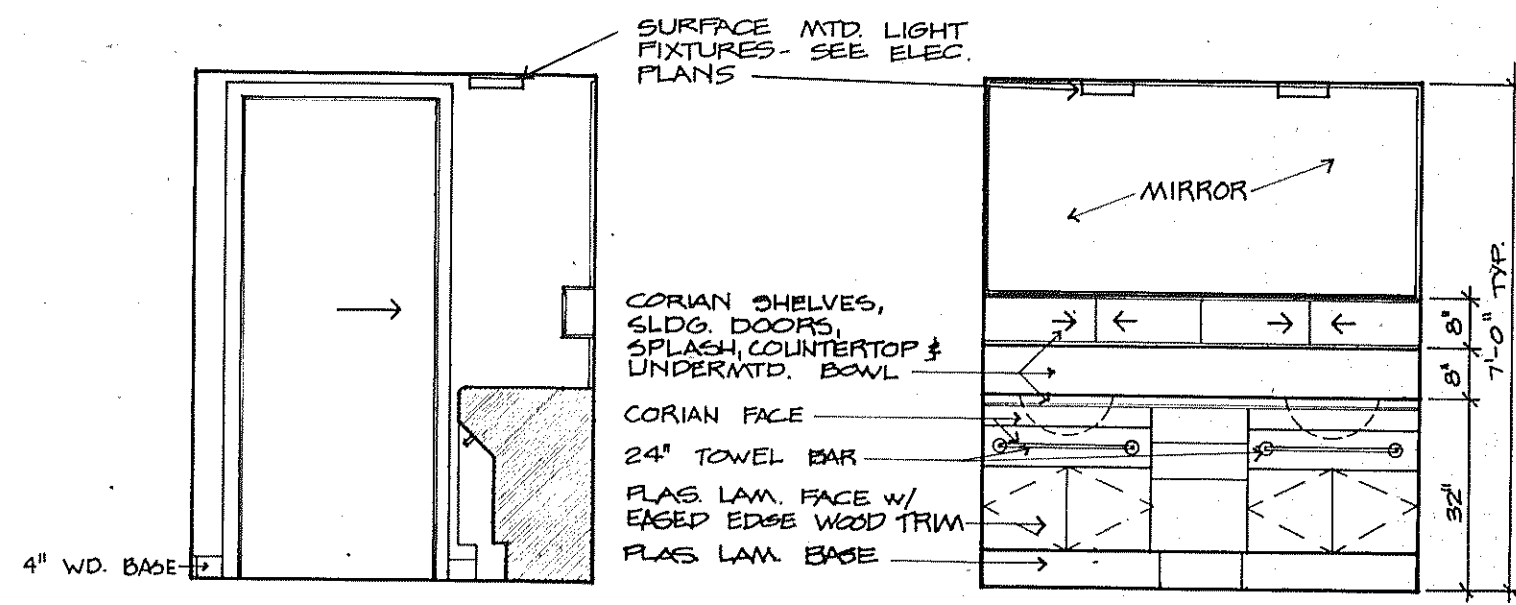 SURFACE MTD. LIGHT
FIXTURES - SEE ELEC.
PLANS
MIRROR
CORIAN SHELVES,
SLDG. DOORS,
SPLASH, COUNTERTOP &
UNDERMTD. BOWL
CORIAN FACE
24" TOWEL BAR
PLAS. LAM. FACE W/
EASED EDGE WOOD TRIM
PLAS. LAM. BASE
4" WD. BASE
8"
8"
32"
7'-0" TYP.